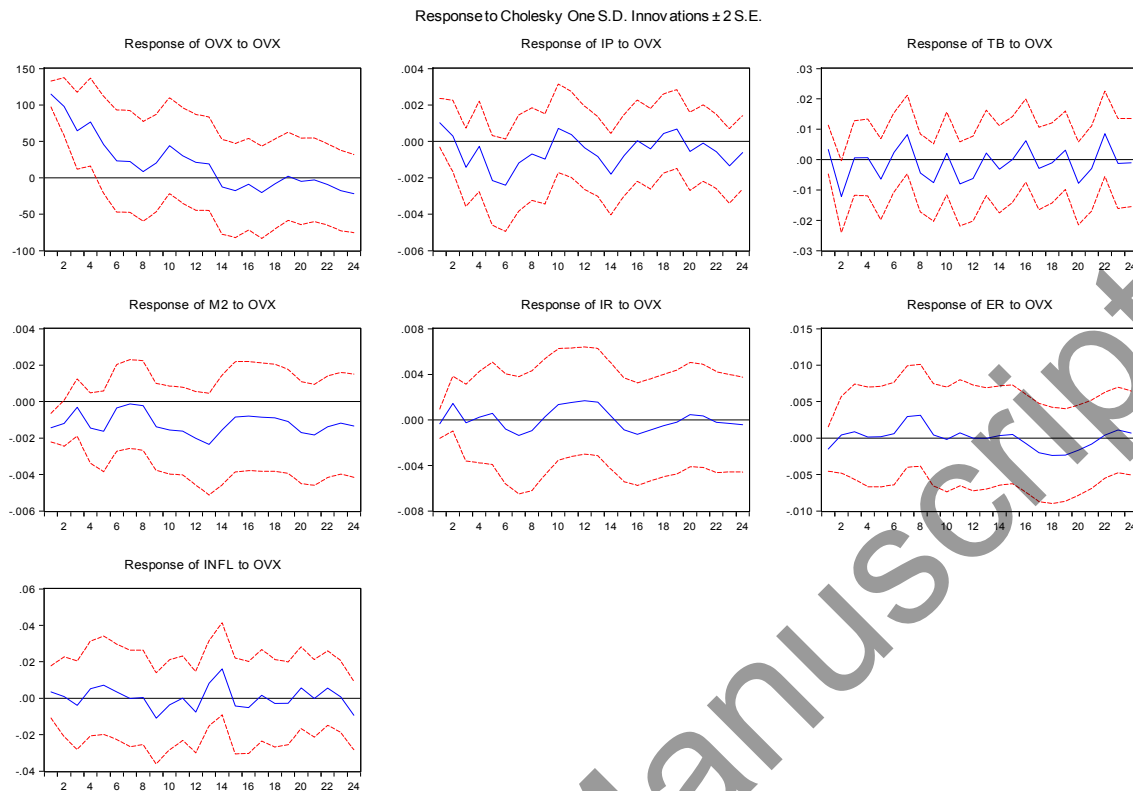 Response to Cholesky One S.D. Innovations ± 2 S.E.
Response of OVX to OVX
150
100
50
0
-50
-100
2 4 6 8 10 12 14 16 18 20 22 24
Response of IP to OVX
.004
.002
.000
-.002
-.004
-.006
2 4 6 8 10 12 14 16 18 20 22 24
Response of TB to OVX
.03
.02
.01
.00
-.01
-.02
-.03
2 4 6 8 10 12 14 16 18 20 22 24
Response of M2 to OVX
.004
.002
.000
-.002
-.004
-.006
2 4 6 8 10 12 14 16 18 20 22 24
Response of IR to OVX
.008
.004
.000
-.004
-.008
2 4 6 8 10 12 14 16 18 20 22 24
Response of ER to OVX
.015
.010
.005
.000
-.005
-.010
2 4 6 8 10 12 14 16 18 20 22 24
Response of INFL to OVX
.06
.04
.02
.00
-.02
-.04
2 4 6 8 10 12 14 16 18 20 22 24
Manuscript